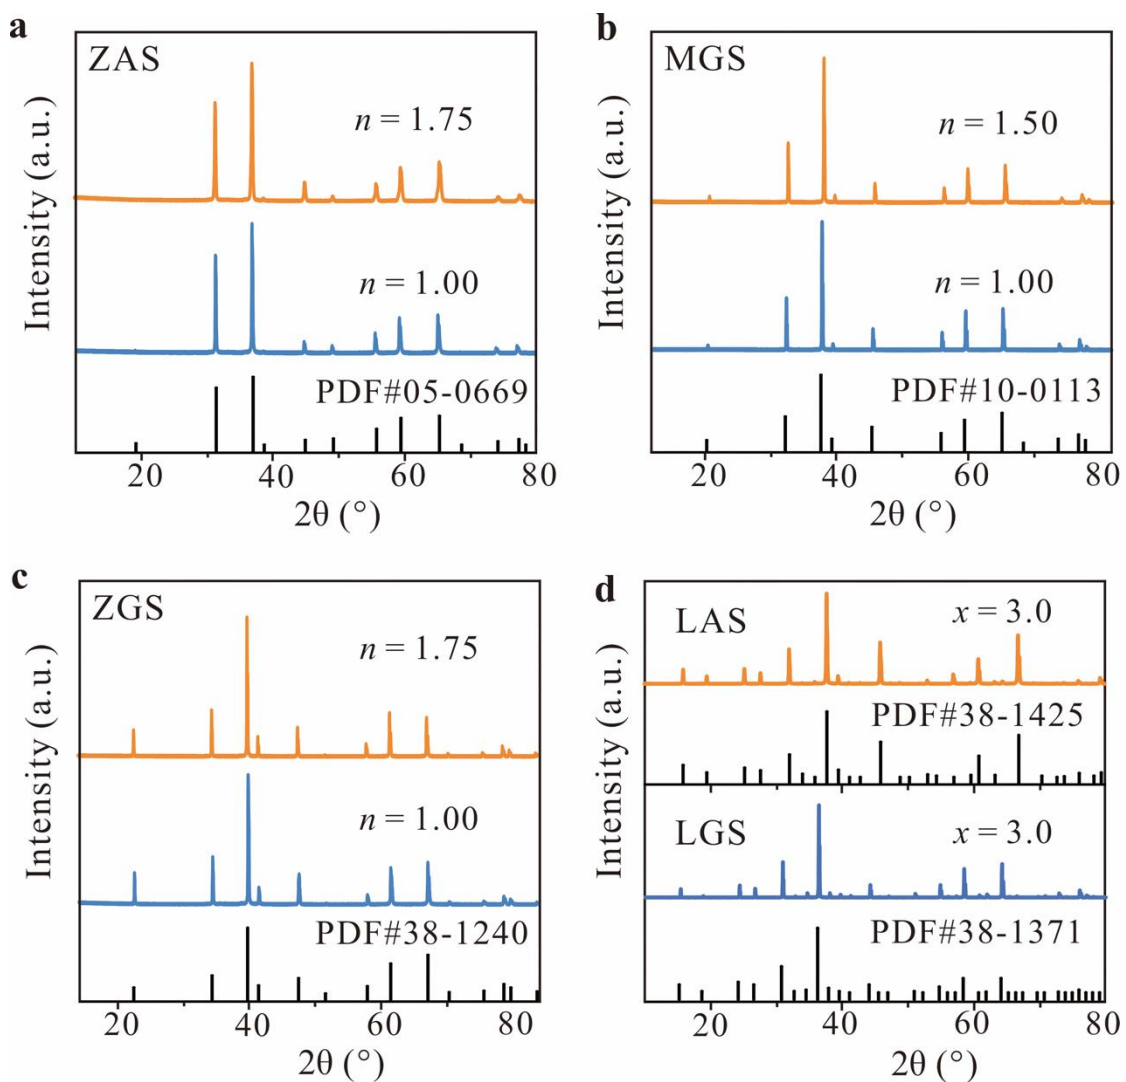 a
ZAS
n = 1.75
n = 1.00
PDF#05-0669
Intensity (a.u.)
20 40 60 80
2θ (°)
b
MGS
n = 1.50
n = 1.00
PDF#10-0113
Intensity (a.u.)
20 40 60 80
2θ (°)
c
ZGS
n = 1.75
n = 1.00
PDF#38-1240
Intensity (a.u.)
20 40 60 80
2θ (°)
d
LAS
x = 3.0
PDF#38-1425
LGS
x = 3.0
PDF#38-1371
Intensity (a.u.)
20 40 60 80
2θ (°)